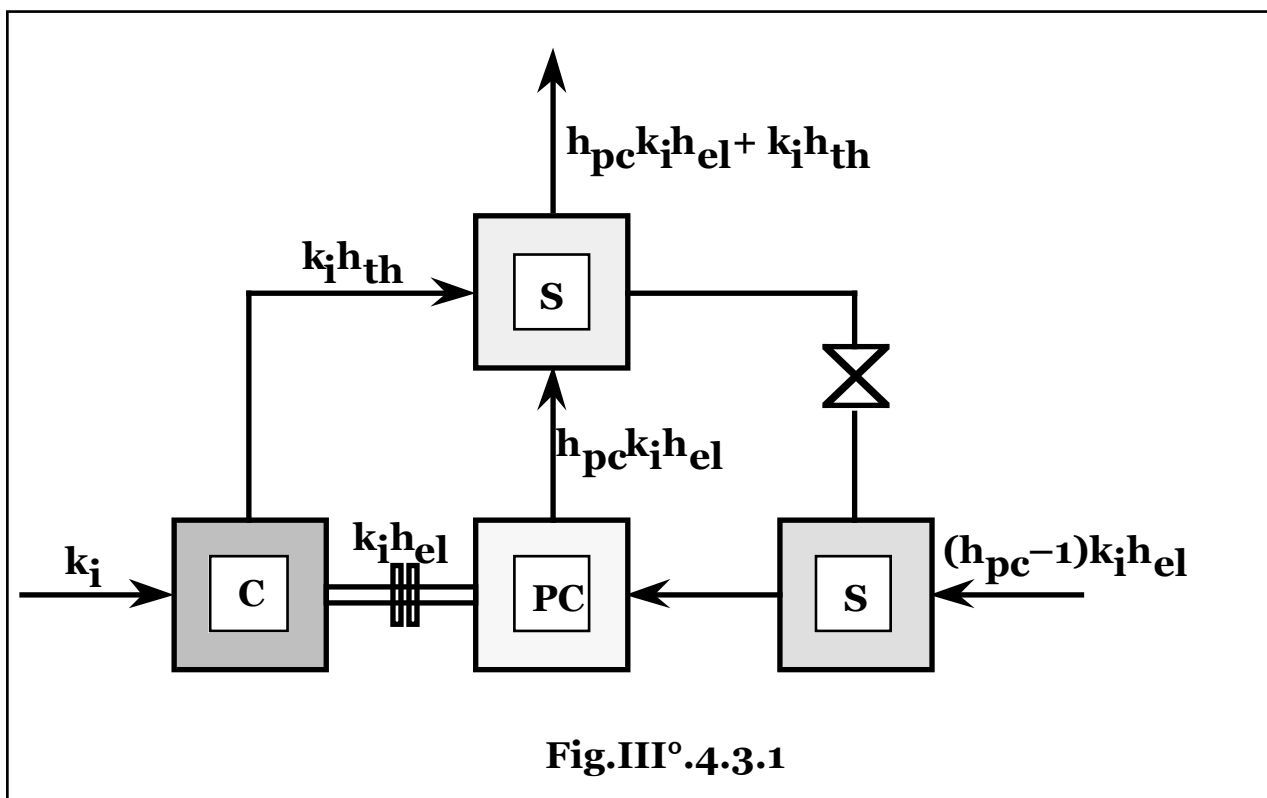 h_pc k_i h_el + k_i h_th
k_i h_th
S
h_pc k_i h_el
k_i
C
k_i h_el
PC
S
(h_pc−1)k_i h_el
Fig.III°.4.3.1